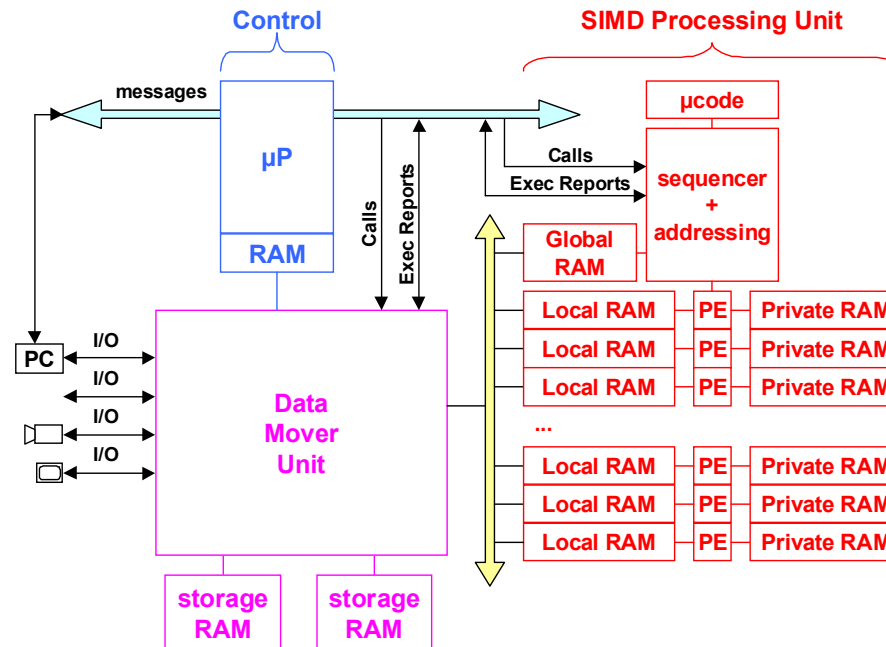 Control
SIMD Processing Unit
messages
µcode
µP
Calls
Exec Reports
sequencer
+
addressing
Calls
Exec Reports
RAM
Global
RAM
Local RAM
PE
Private RAM
Local RAM
PE
Private RAM
Local RAM
PE
Private RAM
...
Local RAM
PE
Private RAM
Local RAM
PE
Private RAM
Local RAM
PE
Private RAM
PC
I/O
I/O
I/O
I/O
Data
Mover
Unit
storage
RAM
storage
RAM